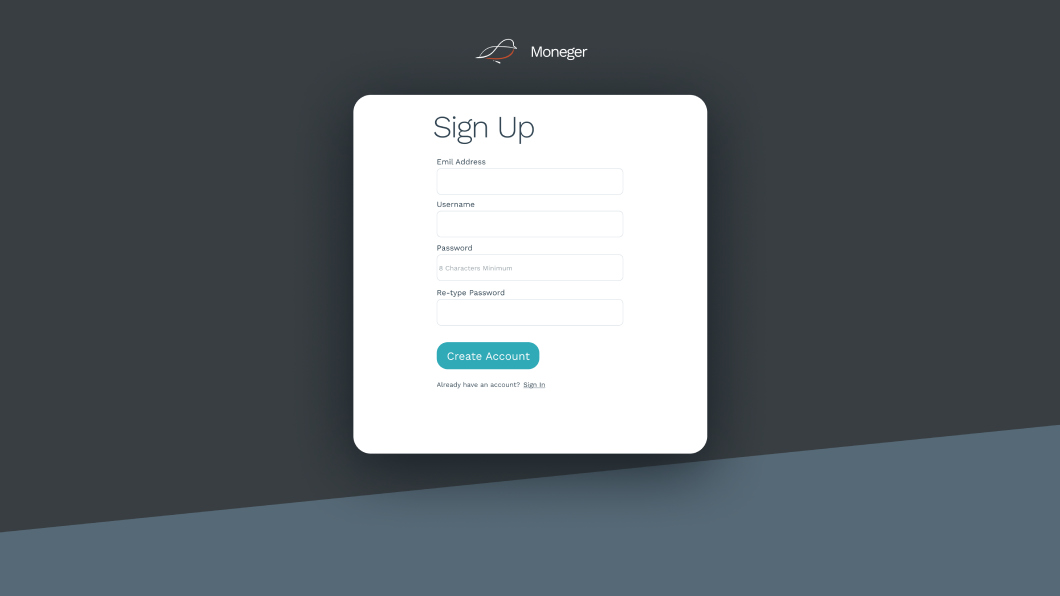 Moneger
Sign Up
Emil Address
Username
Password
8 Characters Minimum
Re-type Password
Create Account
Already have an account? Sign In